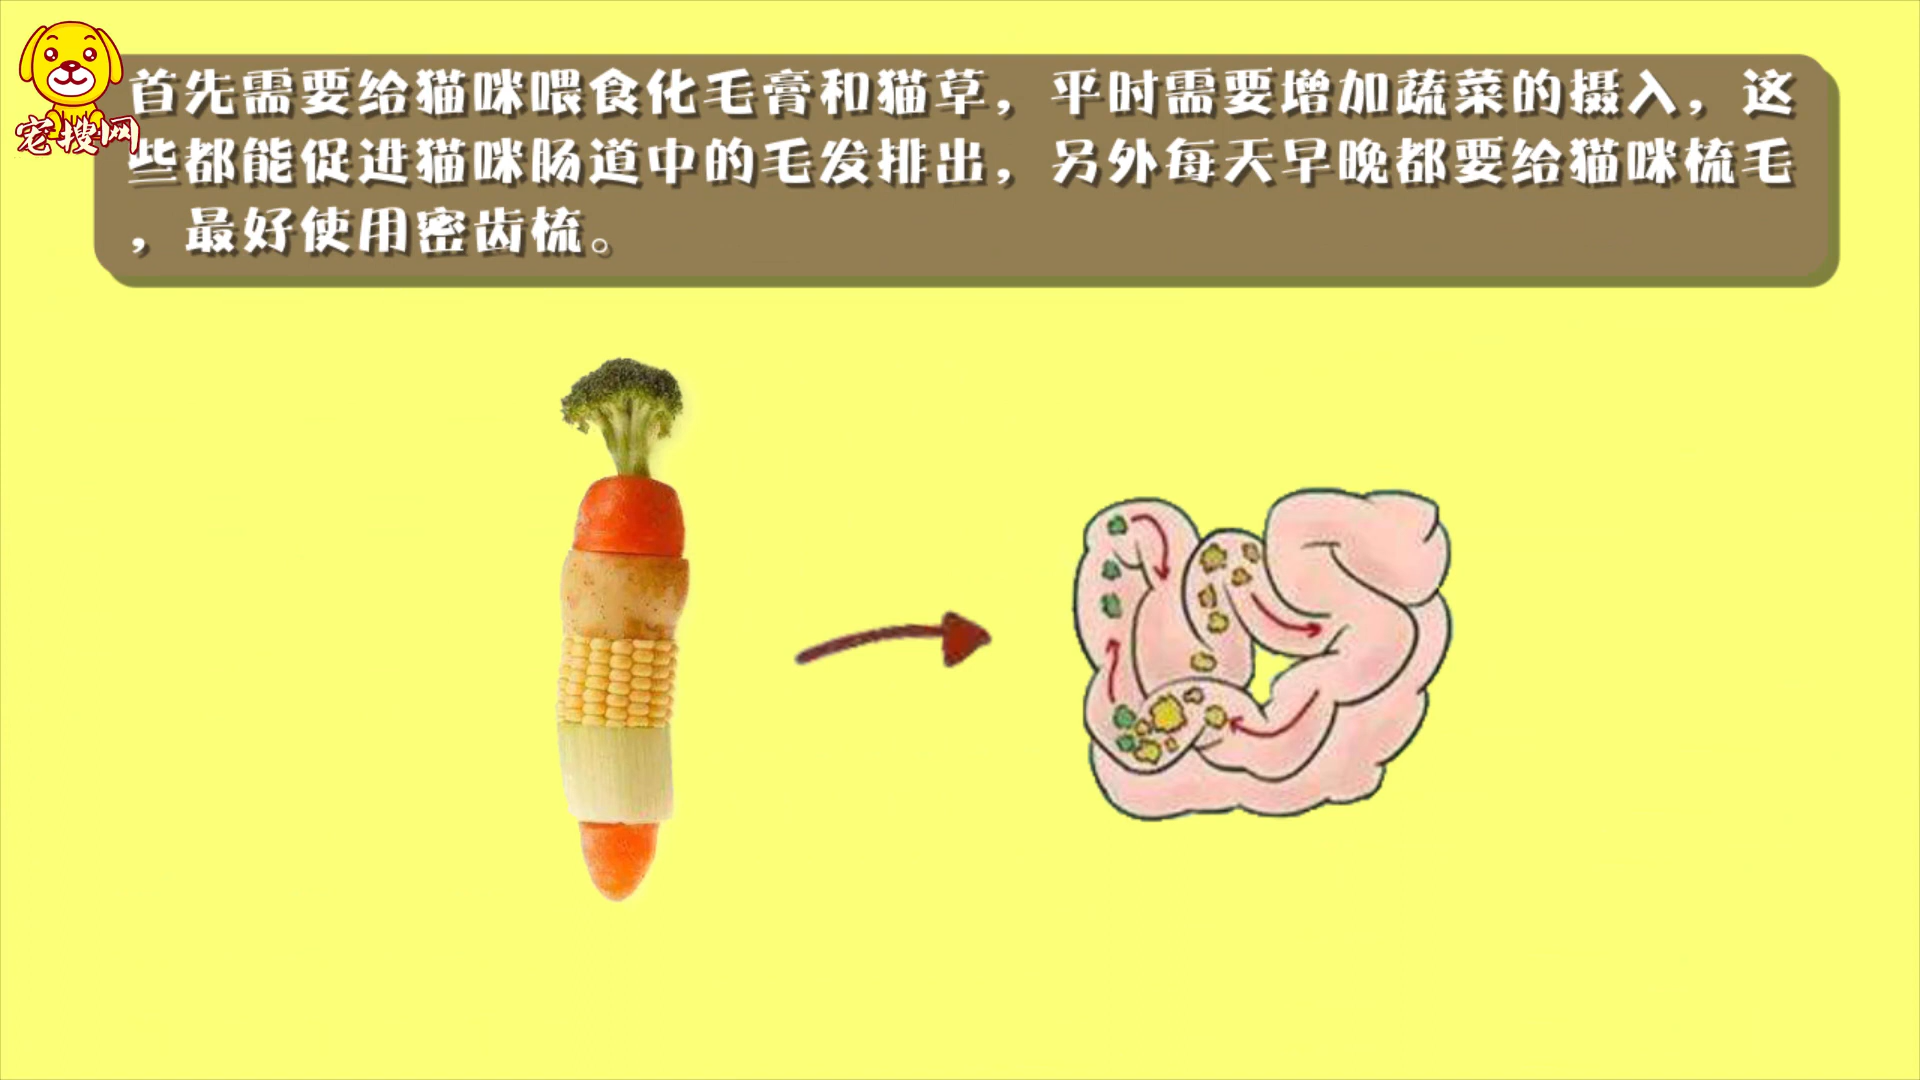 宠搜网
首先需要给猫咪喂食化毛膏和猫草，平时需要增加蔬菜的摄入，这
些都能促进猫咪肠道中的毛发排出，另外每天早晚都要给猫咪梳毛
，最好使用密齿梳。